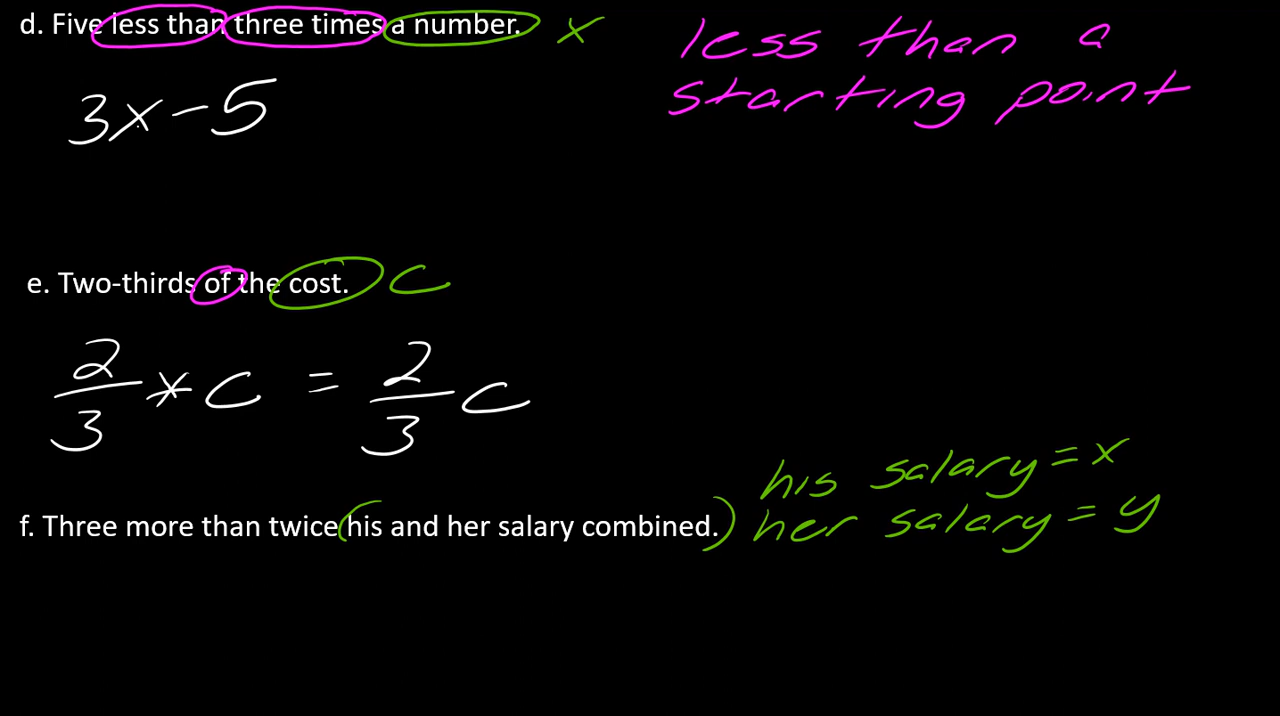 d. Five less than three times a number. x
less than a
starting point
3x - 5
e. Two-thirds of the cost. c
2/3 * c = 2/3 c
his salary = x
f. Three more than twice (his and her salary combined.) her salary = y